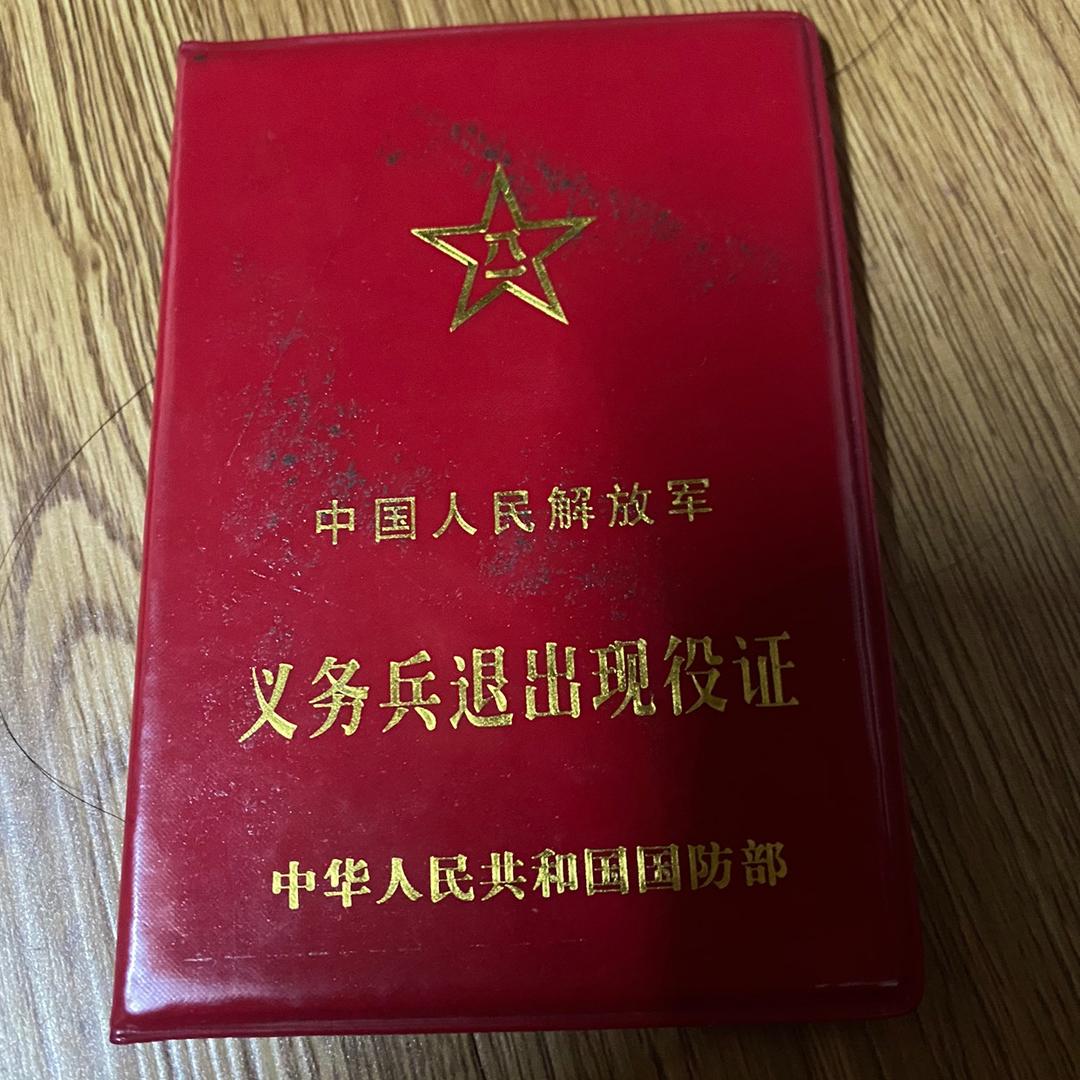 八一
中国人民解放军
义务兵退出现役证
中华人民共和国国防部